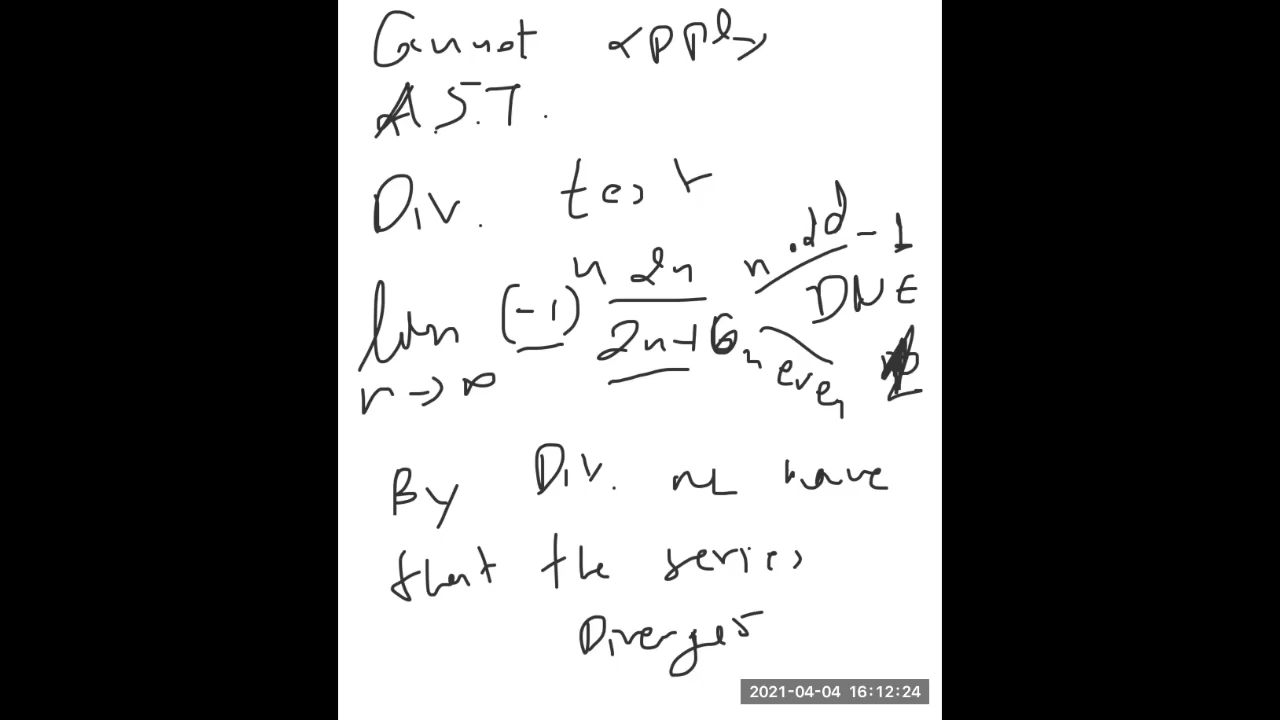 Cannot apply
A.S.T.
Div. test
lim n→∞ (-1)^n 2n/(2n+6) n odd -1
DNE
n even 1
By Div. we have
that the series
Diverges
2021-04-04 16:12:24